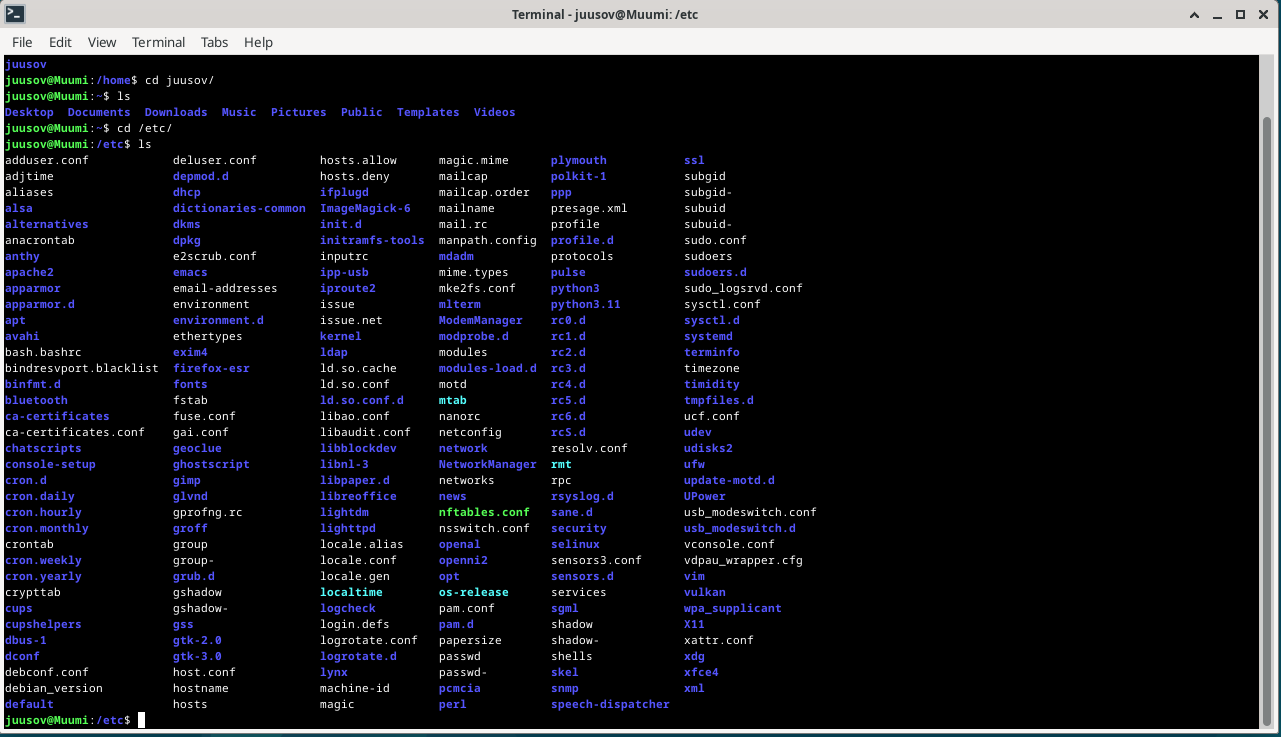 Terminal - juusov@Muumi: /etc
File Edit View Terminal Tabs Help
juusov
juusov@Muumi:/home$ cd juusov/
juusov@Muumi:~$ ls
Desktop Documents Downloads Music Pictures Public Templates Videos
juusov@Muumi:~$ cd /etc/
juusov@Muumi:/etc$ ls
adduser.conf deluser.conf hosts.allow magic.mime plymouth ssl
adjtime depmod.d hosts.deny mailcap polkit-1 subgid
aliases dhcp ifplugd mailcap.order ppp subgid-
alsa dictionaries-common ImageMagick-6 mailname presage.xml subuid
alternatives dkms init.d mail.rc profile subuid-
anacrontab dpkg initramfs-tools manpath.config profile.d sudo.conf
anthy e2scrub.conf inputrc mdadm protocols sudoers
apache2 emacs ipp-usb mime.types pulse sudoers.d
apparmor email-addresses iproute2 mke2fs.conf python3 sudo_logsrvd.conf
apparmor.d environment issue mlterm python3.11 sysctl.conf
apt environment.d issue.net ModemManager rc0.d sysctl.d
avahi ethertypes kernel modprobe.d rc1.d systemd
bash.bashrc exim4 ldap modules rc2.d terminfo
bindresvport.blacklist firefox-esr ld.so.cache modules-load.d rc3.d timezone
binfmt.d fonts ld.so.conf motd rc4.d timidity
bluetooth fstab ld.so.conf.d mtab rc5.d tmpfiles.d
ca-certificates fuse.conf libao.conf nanorc rc6.d ucf.conf
ca-certificates.conf gai.conf libaudit.conf netconfig rcS.d udev
chatscripts geoclue libblockdev network resolv.conf udisks2
console-setup ghostscript libnl-3 NetworkManager rmt ufw
cron.d gimp libpaper.d networks rpc update-motd.d
cron.daily glvnd libreoffice news rsyslog.d UPower
cron.hourly gprofng.rc lightdm nftables.conf sane.d usb_modeswitch.conf
cron.monthly groff lighttpd nsswitch.conf security usb_modeswitch.d
crontab group locale.alias openal selinux vconsole.conf
cron.weekly group- locale.conf openni2 sensors3.conf vdpau_wrapper.cfg
cron.yearly grub.d locale.gen opt sensors.d vim
crypttab gshadow localtime os-release services vulkan
cups gshadow- logcheck pam.conf sgml wpa_supplicant
cupshelpers gss login.defs pam.d shadow X11
dbus-1 gtk-2.0 logrotate.conf papersize shadow- xattr.conf
dconf gtk-3.0 logrotate.d passwd shells xdg
debconf.conf host.conf lynx passwd- skel xfce4
debian_version hostname machine-id pcmcia snmp xml
default hosts magic perl speech-dispatcher
juusov@Muumi:/etc$